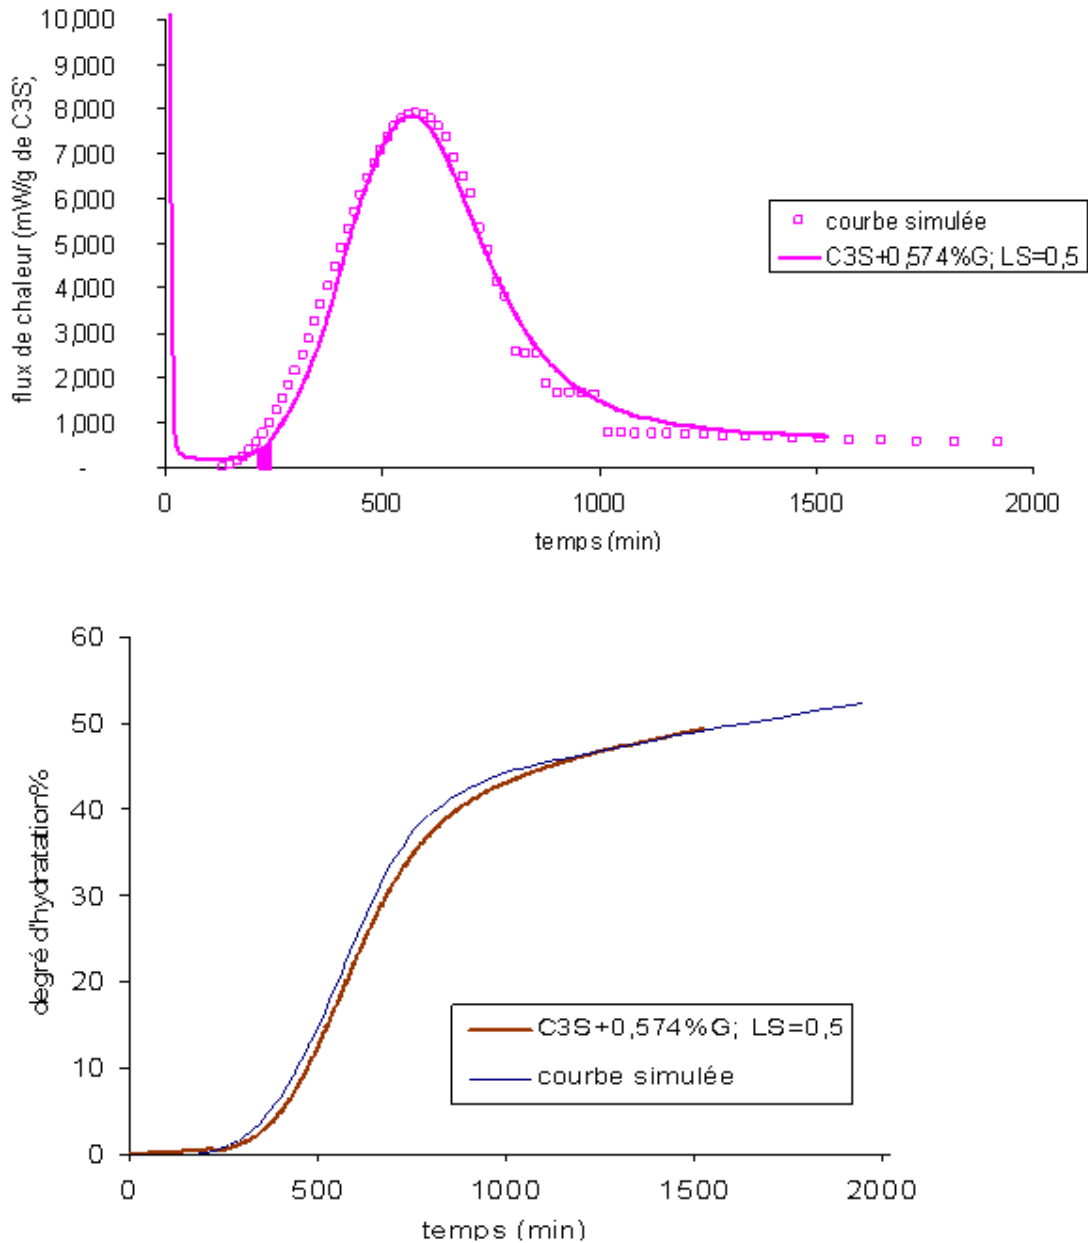 10,000
9,000
8,000
7,000
6,000
5,000
4,000
3,000
2,000
1,000
-
flux de chaleur (mW/g de C3S)
0 500 1000 1500 2000
temps (min)
courbe simulée
C3S+0,574%G; LS=0,5
60
50
40
30
20
10
0
degré d'hydratation%
0 500 1000 1500 2000
temps (min)
C3S+0,574%G; LS=0,5
courbe simulée